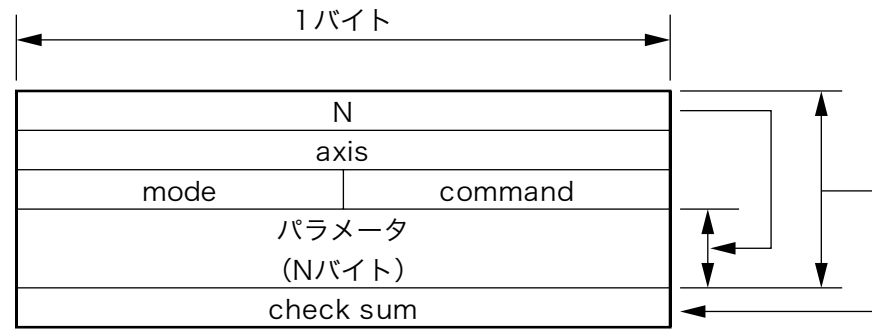 1バイト
N
axis
mode command
パラメータ
（Nバイト）
check sum